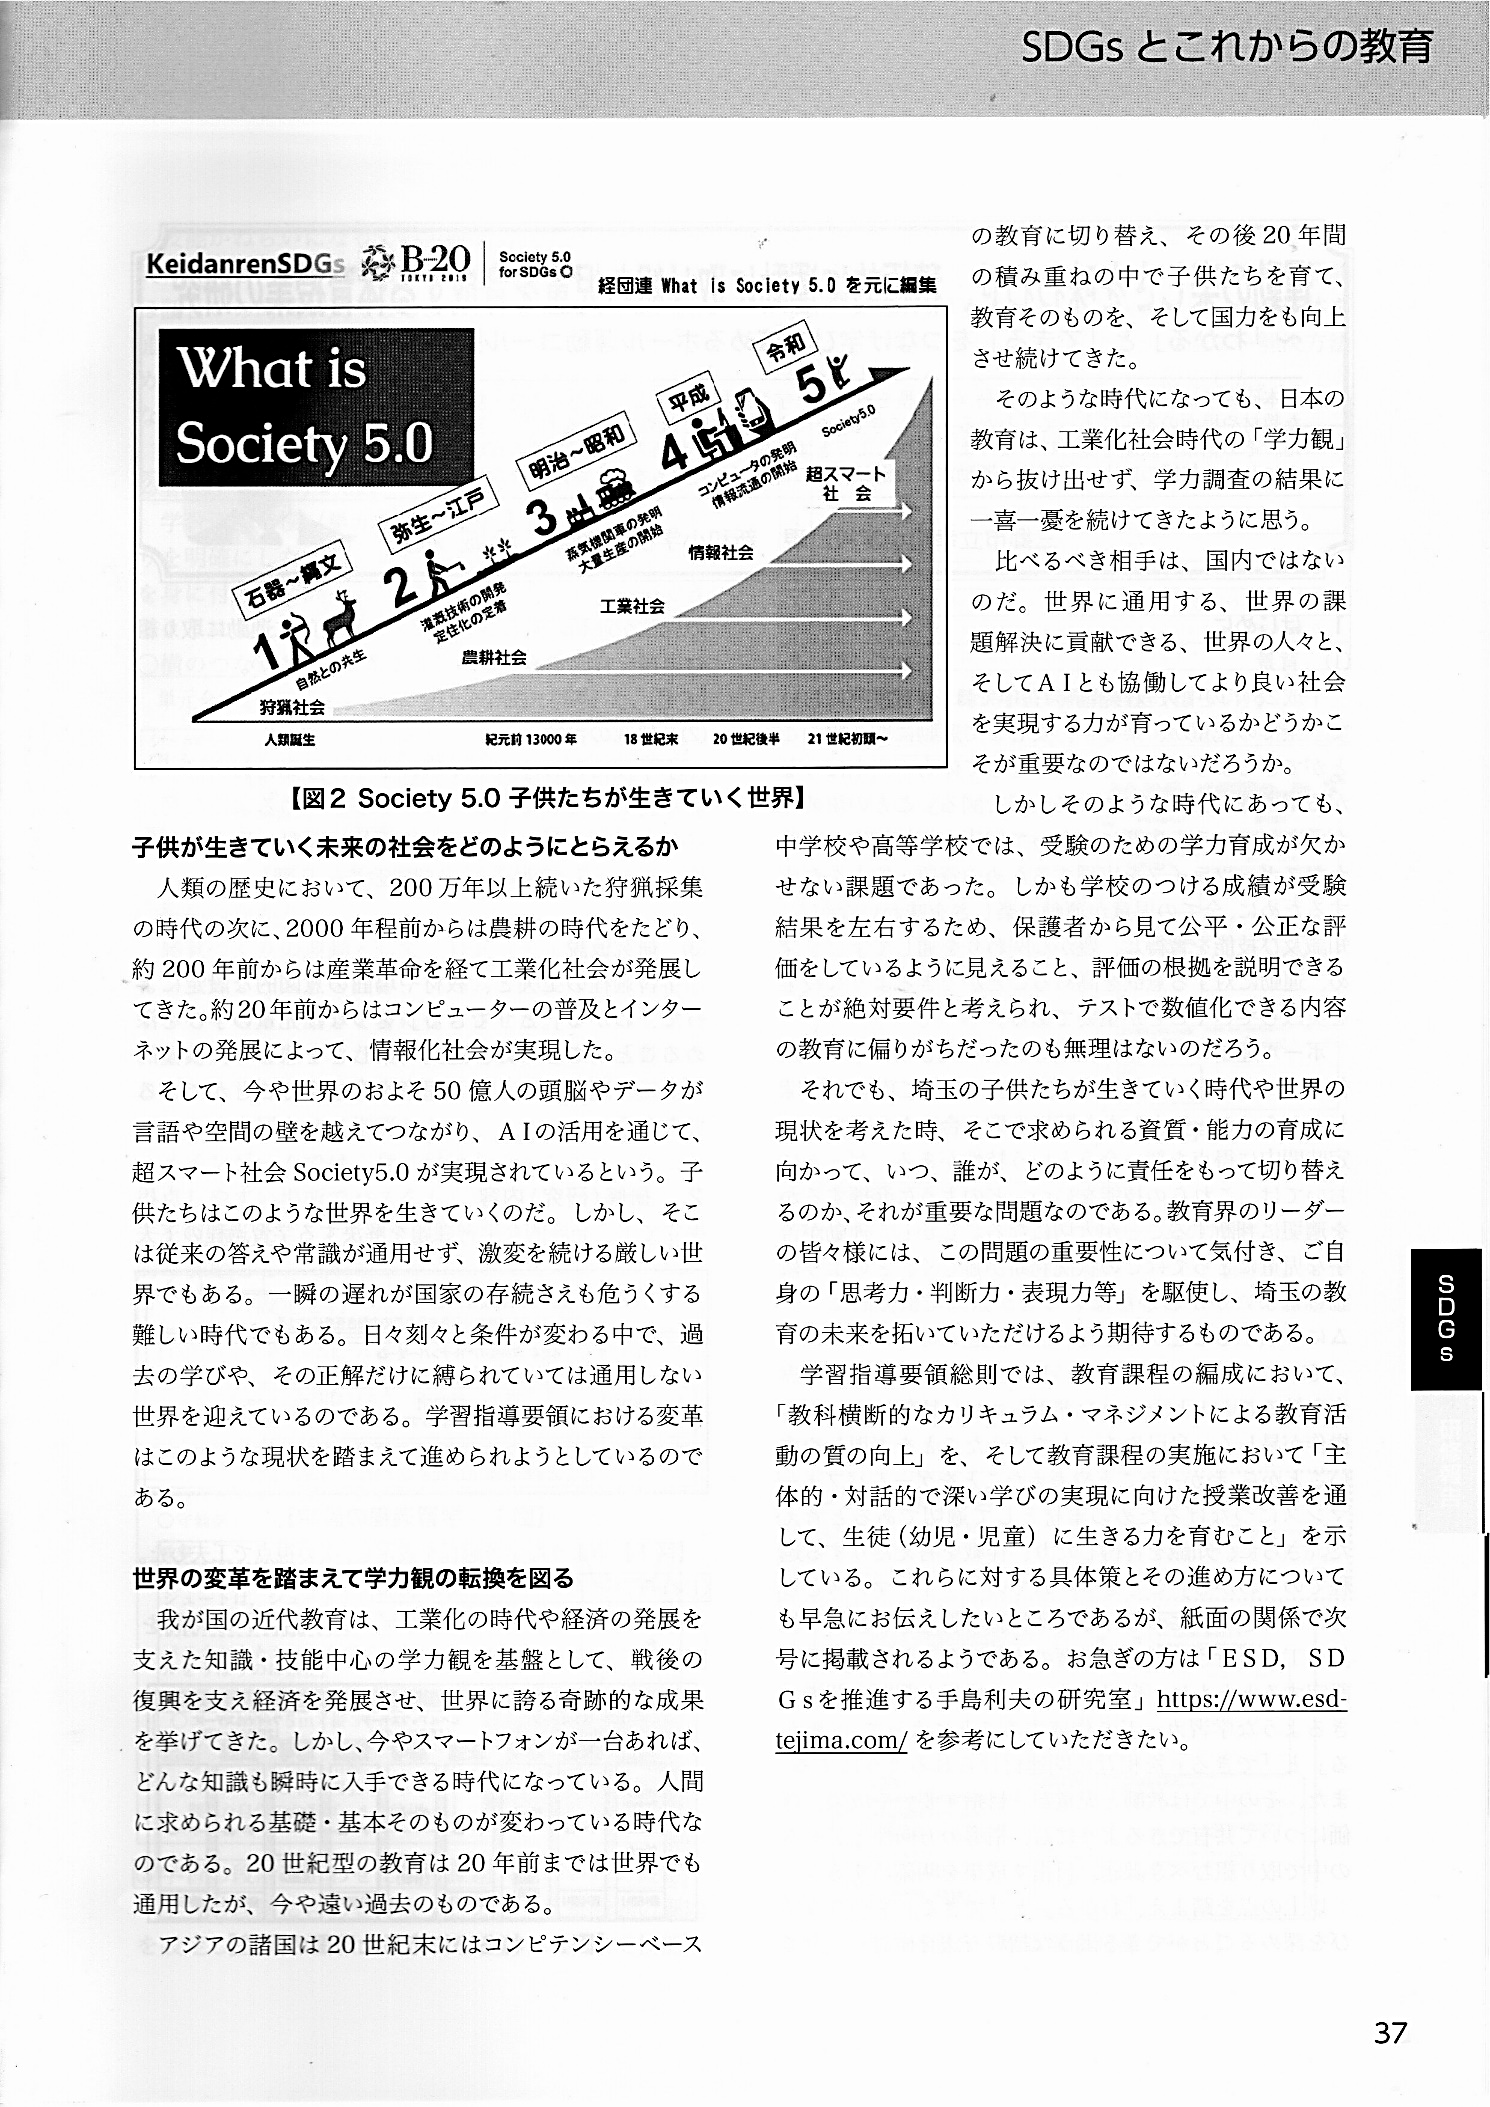 SDGs とこれからの教育
KeidanrenSDGs
B-20
TOKYO 2019
Society 5.0
for SDGs
経団連 What is Society 5.0 を元に編集
What is
Society 5.0
石器～縄文
1
自然との共生
弥生～江戸
2
灌漑技術の開発
定住化の定着
明治～昭和
3
蒸気機関車の発明
大量生産の開始
平成
4
コンピュータの発明
情報流通の開始
令和
5
Society5.0
超スマート
社 会
情報社会
工業社会
農耕社会
狩猟社会
人類誕生
紀元前 13000 年
18 世紀末
20 世紀後半
21 世紀初頭～
【図2 Society 5.0 子供たちが生きていく世界】
子供が生きていく未来の社会をどのようにとらえるか
人類の歴史において、200 万年以上続いた狩猟採集
の時代の次に、2000 年程前からは農耕の時代をたどり、
約 200 年前からは産業革命を経て工業化社会が発展し
てきた。約20年前からはコンピューターの普及とインター
ネットの発展によって、情報化社会が実現した。
そして、今や世界のおよそ 50 億人の頭脳やデータが
言語や空間の壁を越えてつながり、ＡＩの活用を通じて、
超スマート社会 Society5.0 が実現されているという。子
供たちはこのような世界を生きていくのだ。しかし、そこ
は従来の答えや常識が通用せず、激変を続ける厳しい世
界でもある。一瞬の遅れが国家の存続さえも危うくする
難しい時代でもある。日々刻々と条件が変わる中で、過
去の学びや、その正解だけに縛られていては通用しない
世界を迎えているのである。学習指導要領における変革
はこのような現状を踏まえて進められようとしているので
ある。
世界の変革を踏まえて学力観の転換を図る
我が国の近代教育は、工業化の時代や経済の発展を
支えた知識・技能中心の学力観を基盤として、戦後の
復興を支え経済を発展させ、世界に誇る奇跡的な成果
を挙げてきた。しかし、今やスマートフォンが一台あれば、
どんな知識も瞬時に入手できる時代になっている。人間
に求められる基礎・基本そのものが変わっている時代な
のである。20 世紀型の教育は 20 年前までは世界でも
通用したが、今や遠い過去のものである。
アジアの諸国は 20 世紀末にはコンピテンシーベース
の教育に切り替え、その後 20 年間
の積み重ねの中で子供たちを育て、
教育そのものを、そして国力をも向上
させ続けてきた。
そのような時代になっても、日本の
教育は、工業化社会時代の「学力観」
から抜け出せず、学力調査の結果に
一喜一憂を続けてきたように思う。
比べるべき相手は、国内ではない
のだ。世界に通用する、世界の課
題解決に貢献できる、世界の人々と、
そしてＡＩとも協働してより良い社会
を実現する力が育っているかどうかこ
そが重要なのではないだろうか。
しかしそのような時代にあっても、
中学校や高等学校では、受験のための学力育成が欠か
せない課題であった。しかも学校のつける成績が受験
結果を左右するため、保護者から見て公平・公正な評
価をしているように見えること、評価の根拠を説明できる
ことが絶対要件と考えられ、テストで数値化できる内容
の教育に偏りがちだったのも無理はないのだろう。
それでも、埼玉の子供たちが生きていく時代や世界の
現状を考えた時、そこで求められる資質・能力の育成に
向かって、いつ、誰が、どのように責任をもって切り替え
るのか、それが重要な問題なのである。教育界のリーダー
の皆々様には、この問題の重要性について気付き、ご自
身の「思考力・判断力・表現力等」を駆使し、埼玉の教
育の未来を拓いていただけるよう期待するものである。
学習指導要領総則では、教育課程の編成において、
「教科横断的なカリキュラム・マネジメントによる教育活
動の質の向上」を、そして教育課程の実施において「主
体的・対話的で深い学びの実現に向けた授業改善を通
して、生徒（幼児・児童）に生きる力を育むこと」を示
している。これらに対する具体策とその進め方について
も早急にお伝えしたいところであるが、紙面の関係で次
号に掲載されるようである。お急ぎの方は「ＥＳＤ，ＳＤ
Ｇｓを推進する手島利夫の研究室」https://www.esd-
tejima.com/ を参考にしていただきたい。
SDGs
37